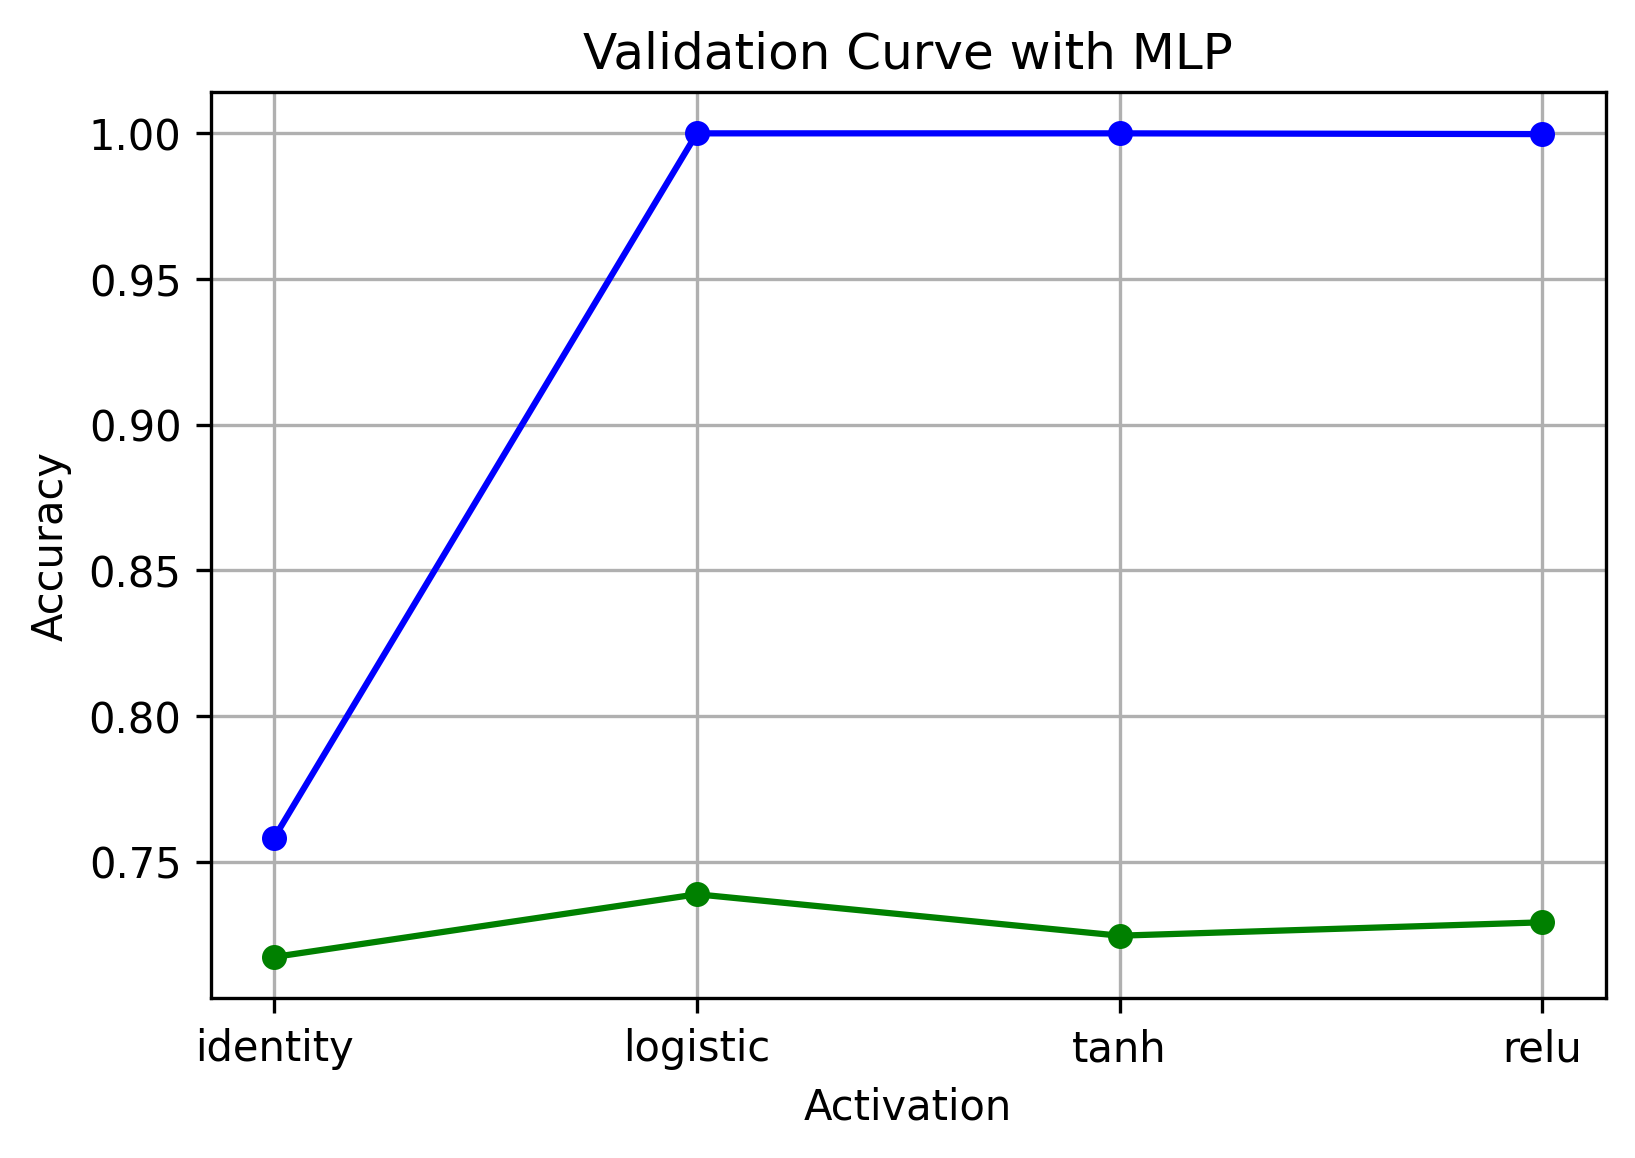 Validation Curve with MLP
1.00
0.95
0.90
0.85
0.80
0.75
Accuracy
identity logistic tanh relu
Activation